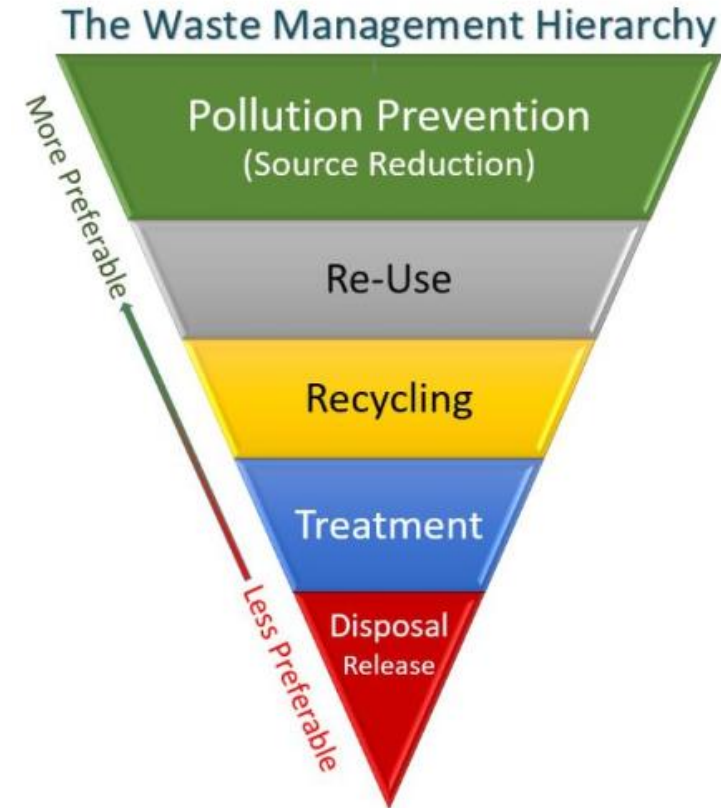 The Waste Management Hierarchy
Pollution Prevention
(Source Reduction)
More Preferable
Re-Use
Recycling
Treatment
Less Preferable
Disposal
Release